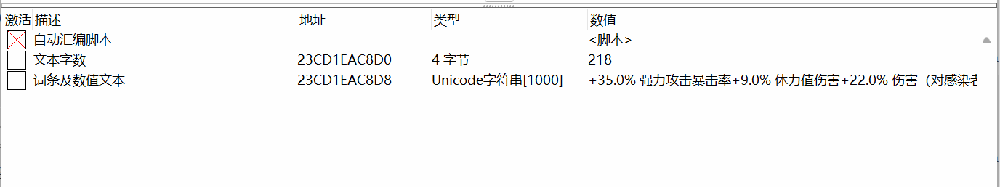 激活 描述 地址 类型 数值
自动汇编脚本 <脚本>
文本字数 23CD1EAC8D0 4 字节 218
词条及数值文本 23CD1EAC8D8 Unicode字符串[1000] +35.0% 强力攻击暴击率+9.0% 体力值伤害+22.0% 伤害（对感染者